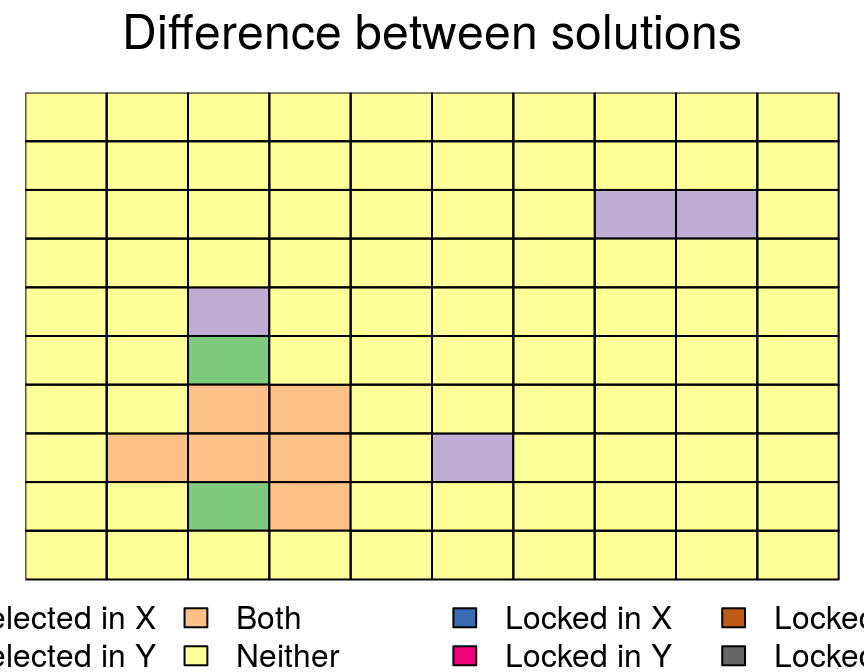 Difference between solutions
elected in X Both Locked in X Locked
elected in Y Neither Locked in Y Locked